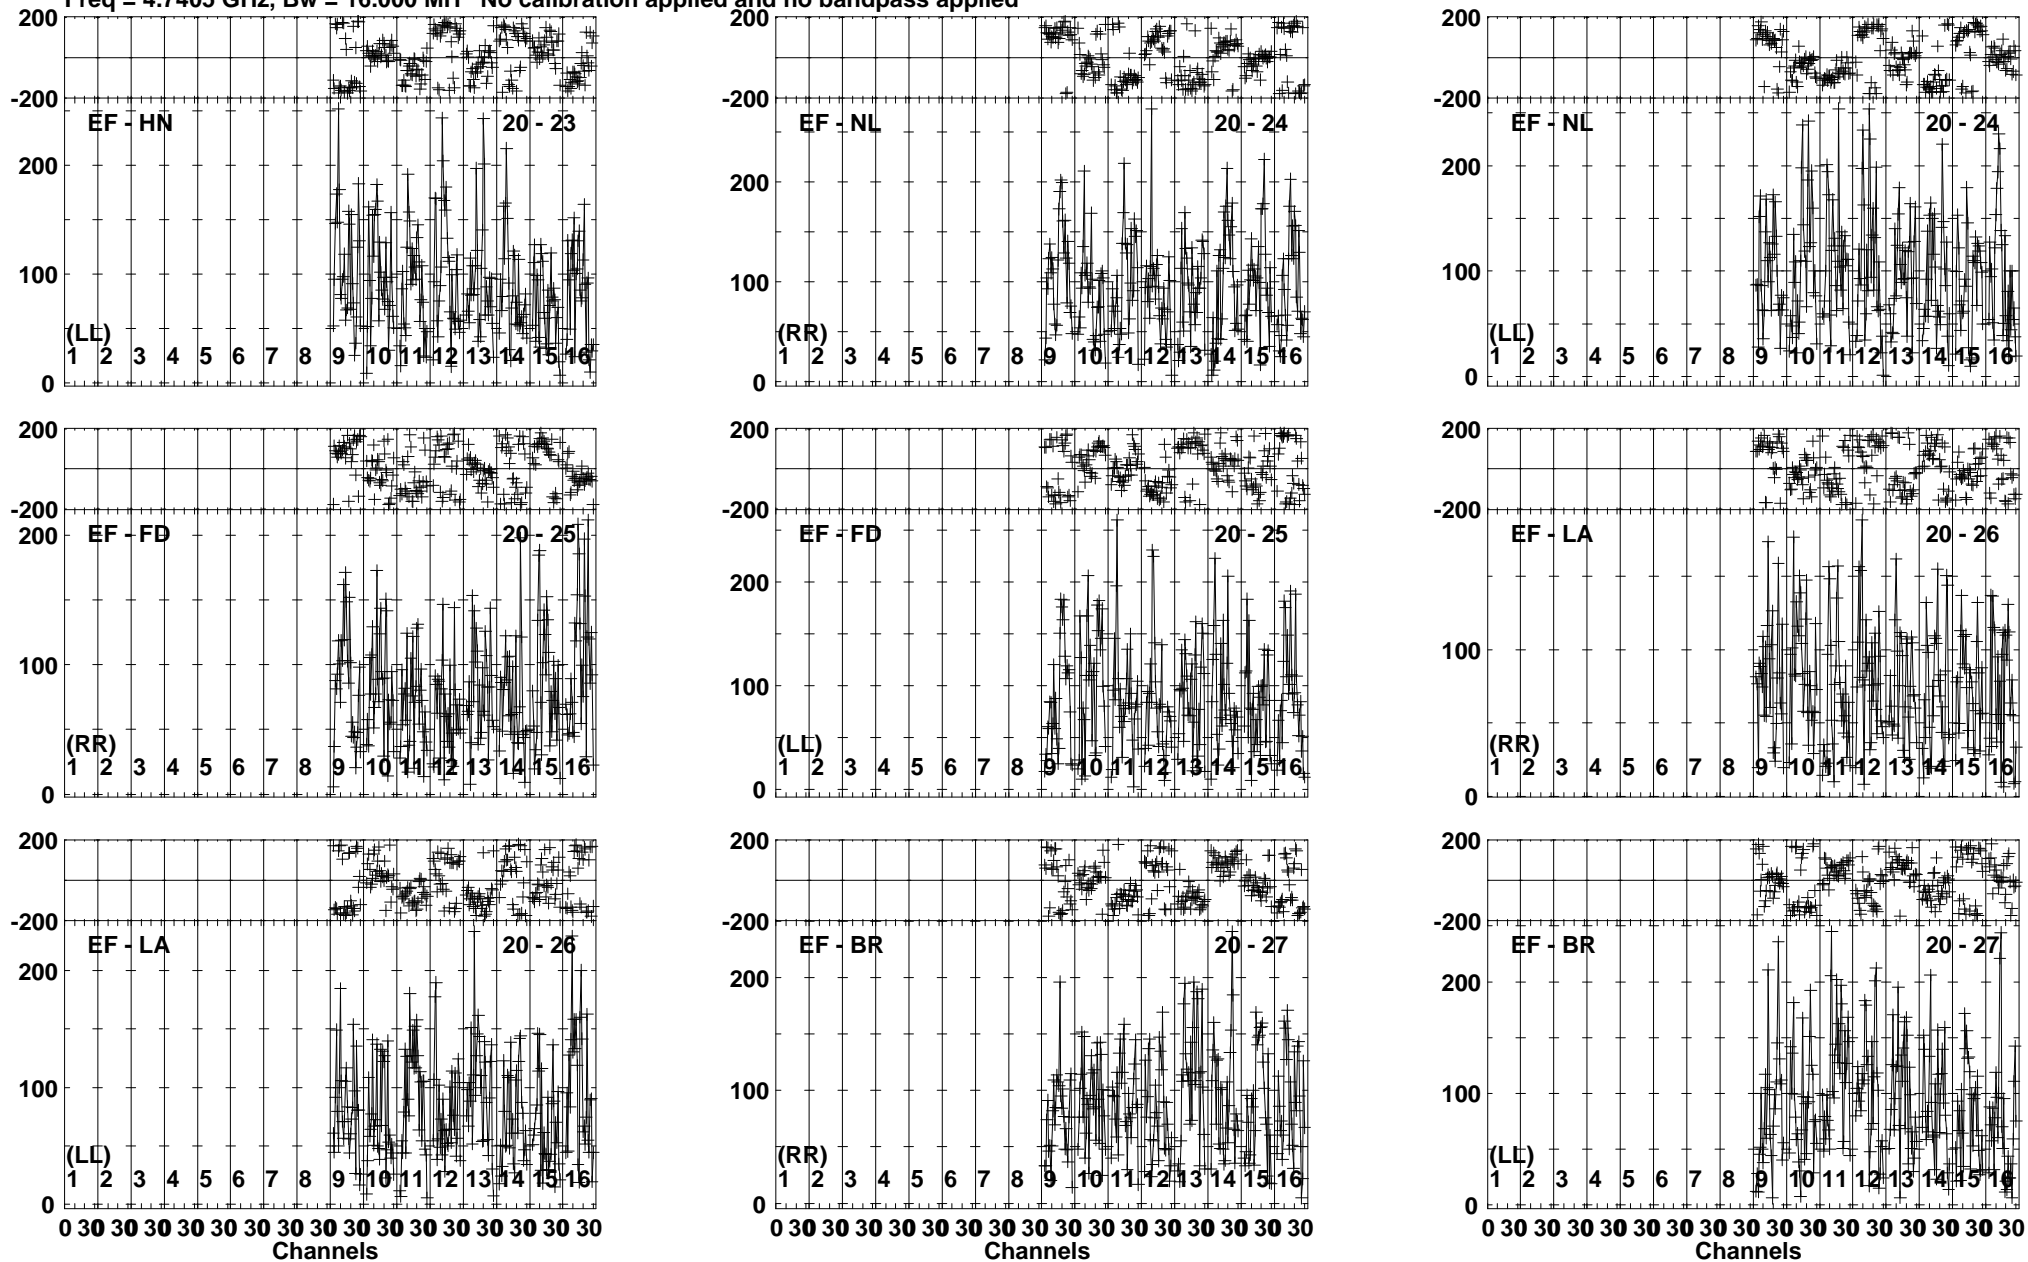 Freq = 4.7405 GHz, Bw = 16.000 MH No calibration applied and no bandpass applied
200 200 200
-200 -200 -200
EF - HN 20 - 23 EF - NL 20 - 24 EF - NL 20 - 24
200 200 200
100 100 100
(LL) (RR) (LL)
1 2 3 4 5 6 7 8 9 10 11 12 13 14 15 16 1 2 3 4 5 6 7 8 9 10 11 12 13 14 15 16 1 2 3 4 5 6 7 8 9 10 11 12 13 14 15 16
0 0 0
200 200 200
-200 -200 -200
EF - FD 20 - 25 EF - FD 20 - 25 EF - LA 20 - 26
200 200
100 100 100
(RR) (LL) (RR)
1 2 3 4 5 6 7 8 9 10 11 12 13 14 15 16 1 2 3 4 5 6 7 8 9 10 11 12 13 14 15 16 1 2 3 4 5 6 7 8 9 10 11 12 13 14 15 16
0 0 0
200 200 200
-200 -200 -200
EF - LA 20 - 26 EF - BR 20 - 27 EF - BR 20 - 27
200 200 200
100 100 100
(LL) (RR) (LL)
1 2 3 4 5 6 7 8 9 10 11 12 13 14 15 16 1 2 3 4 5 6 7 8 9 10 11 12 13 14 15 16 1 2 3 4 5 6 7 8 9 10 11 12 13 14 15 16
0 0 0
0 30 30 30 30 30 30 30 30 30 30 30 30 30 30 30 30 0 30 30 30 30 30 30 30 30 30 30 30 30 30 30 30 30 0 30 30 30 30 30 30 30 30 30 30 30 30 30 30 30 30
Channels Channels Channels